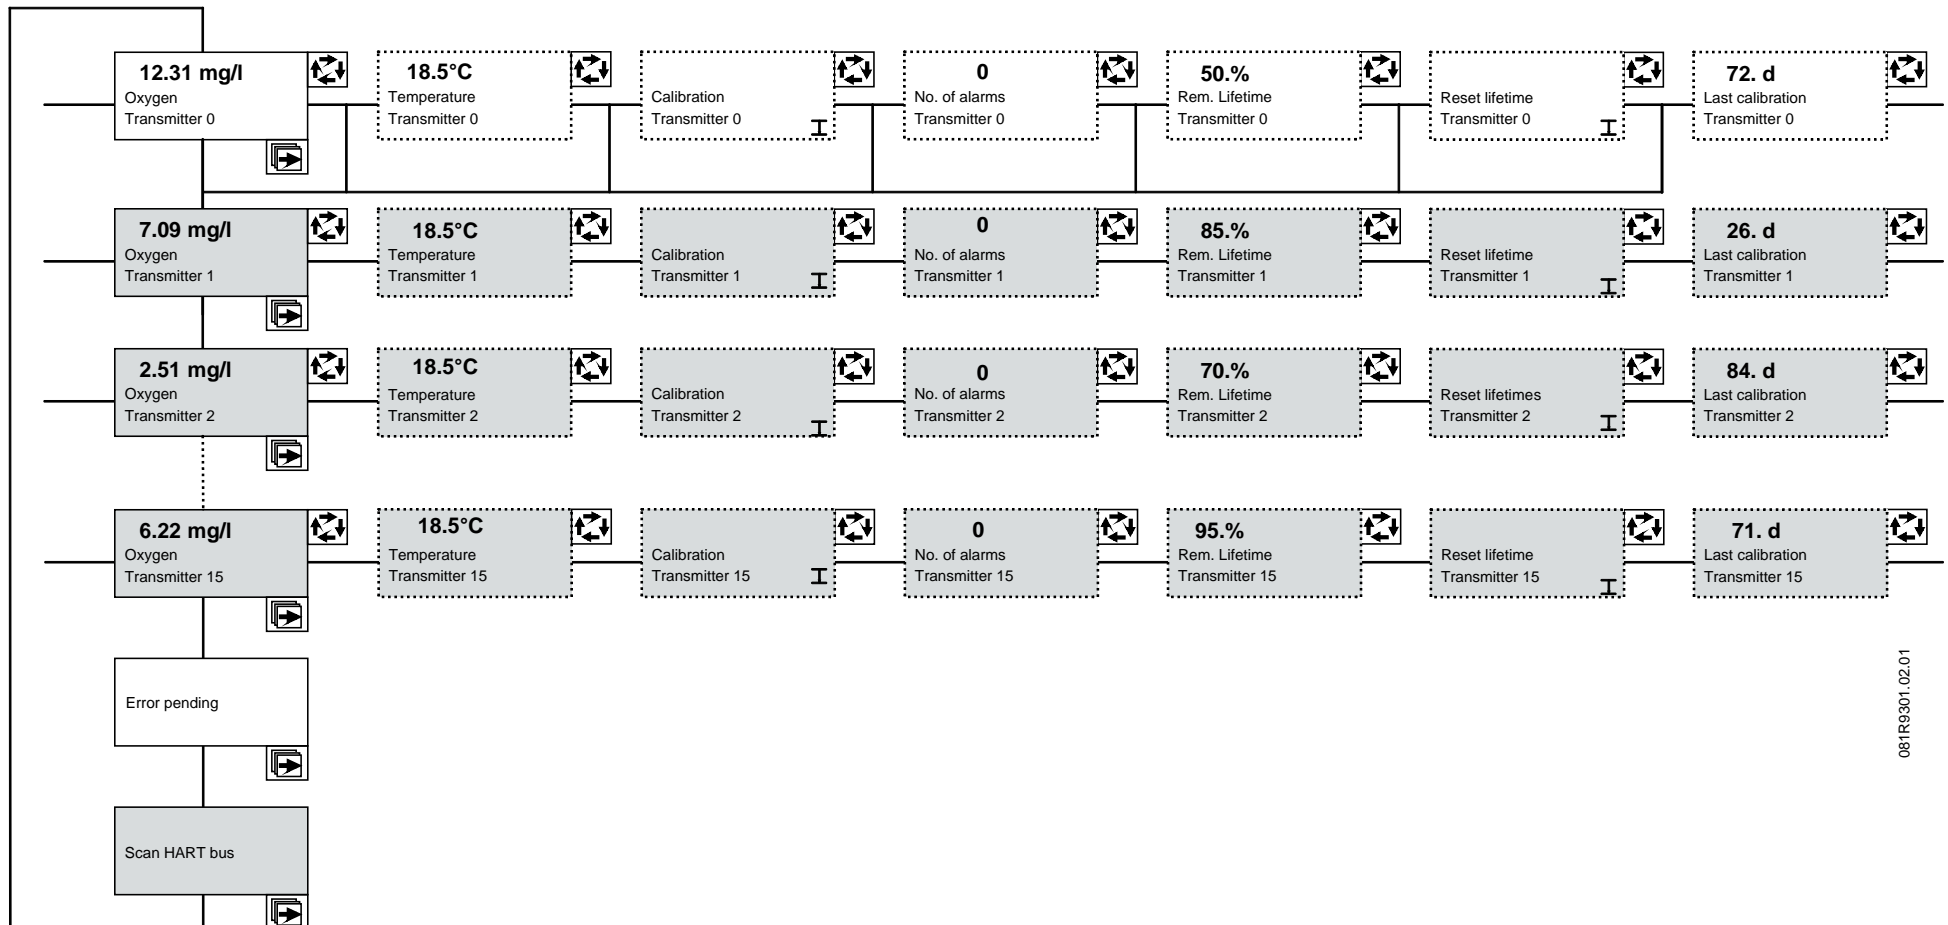 12.31 mg/l
Oxygen
Transmitter 0
18.5°C
Temperature
Transmitter 0
Calibration
Transmitter 0
0
No. of alarms
Transmitter 0
50.%
Rem. Lifetime
Transmitter 0
Reset lifetime
Transmitter 0
72. d
Last calibration
Transmitter 0
7.09 mg/l
Oxygen
Transmitter 1
18.5°C
Temperature
Transmitter 1
Calibration
Transmitter 1
0
No. of alarms
Transmitter 1
85.%
Rem. Lifetime
Transmitter 1
Reset lifetime
Transmitter 1
26. d
Last calibration
Transmitter 1
2.51 mg/l
Oxygen
Transmitter 2
18.5°C
Temperature
Transmitter 2
Calibration
Transmitter 2
0
No. of alarms
Transmitter 2
70.%
Rem. Lifetime
Transmitter 2
Reset lifetimes
Transmitter 2
84. d
Last calibration
Transmitter 2
6.22 mg/l
Oxygen
Transmitter 15
18.5°C
Temperature
Transmitter 15
Calibration
Transmitter 15
0
No. of alarms
Transmitter 15
95.%
Rem. Lifetime
Transmitter 15
Reset lifetime
Transmitter 15
71. d
Last calibration
Transmitter 15
Error pending
Scan HART bus
081R9301.02.01